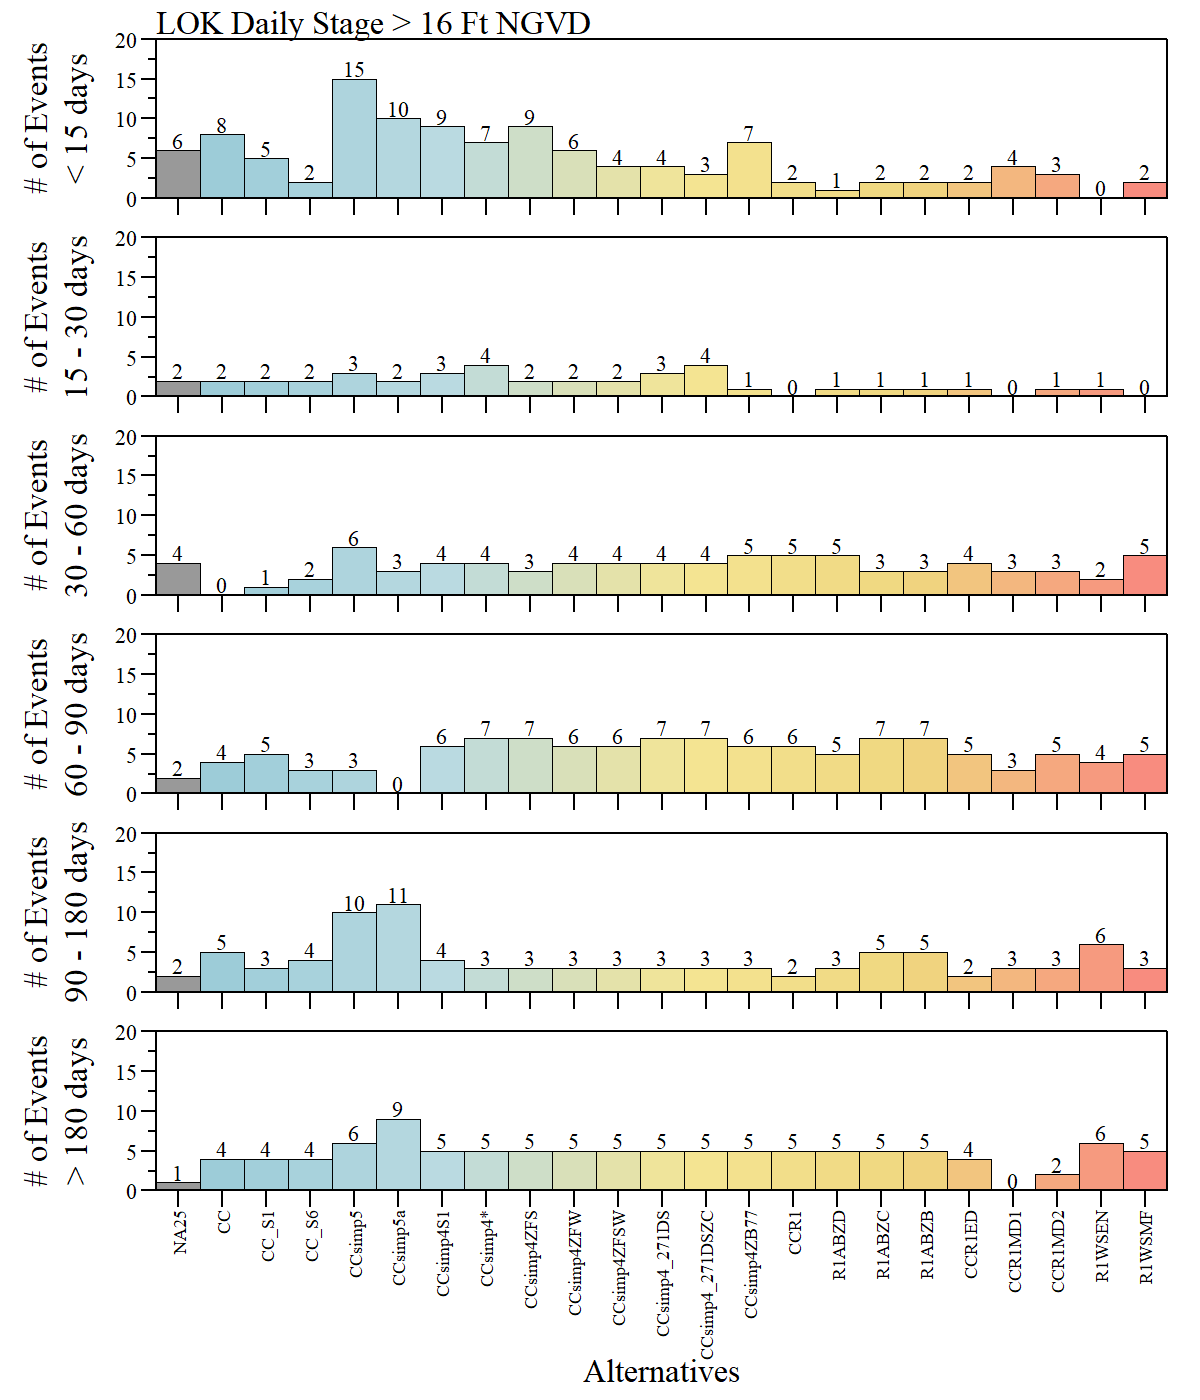 LOK Daily Stage > 16 Ft NGVD
# of Events
< 15 days
20
15
10
5
0
6 8 5 2 15 10 9 7 9 6 4 4 3 7 2 1 2 2 2 4 3 0 2
# of Events
15 - 30 days
20
15
10
5
0
2 2 2 2 3 2 3 4 2 2 2 3 4 1 0 1 1 1 1 0 1 1 0
# of Events
30 - 60 days
20
15
10
5
0
4 0 1 2 6 3 4 4 3 4 4 4 4 5 5 5 3 3 4 3 3 2 5
# of Events
60 - 90 days
20
15
10
5
0
2 4 5 3 3 0 6 7 7 6 6 7 7 6 6 5 7 7 5 3 5 4 5
# of Events
90 - 180 days
20
15
10
5
0
2 5 3 4 10 11 4 3 3 3 3 3 3 3 2 3 5 5 2 3 3 6 3
# of Events
> 180 days
20
15
10
5
0
1 4 4 4 6 9 5 5 5 5 5 5 5 5 5 5 5 5 4 0 2 6 5
NA25
CC
CC_S1
CC_S6
CCsimp5
CCsimp5a
CCsimp4S1
CCsimp4*
CCsimp4ZFS
CCsimp4ZFW
CCsimp4ZFSW
CCsimp4_271DS
CCsimp4_271DSZC
CCsimp4ZB77
CCR1
R1ABZD
R1ABZC
R1ABZB
CCR1ED
CCR1MD1
CCR1MD2
R1WSEN
R1WSMF
Alternatives